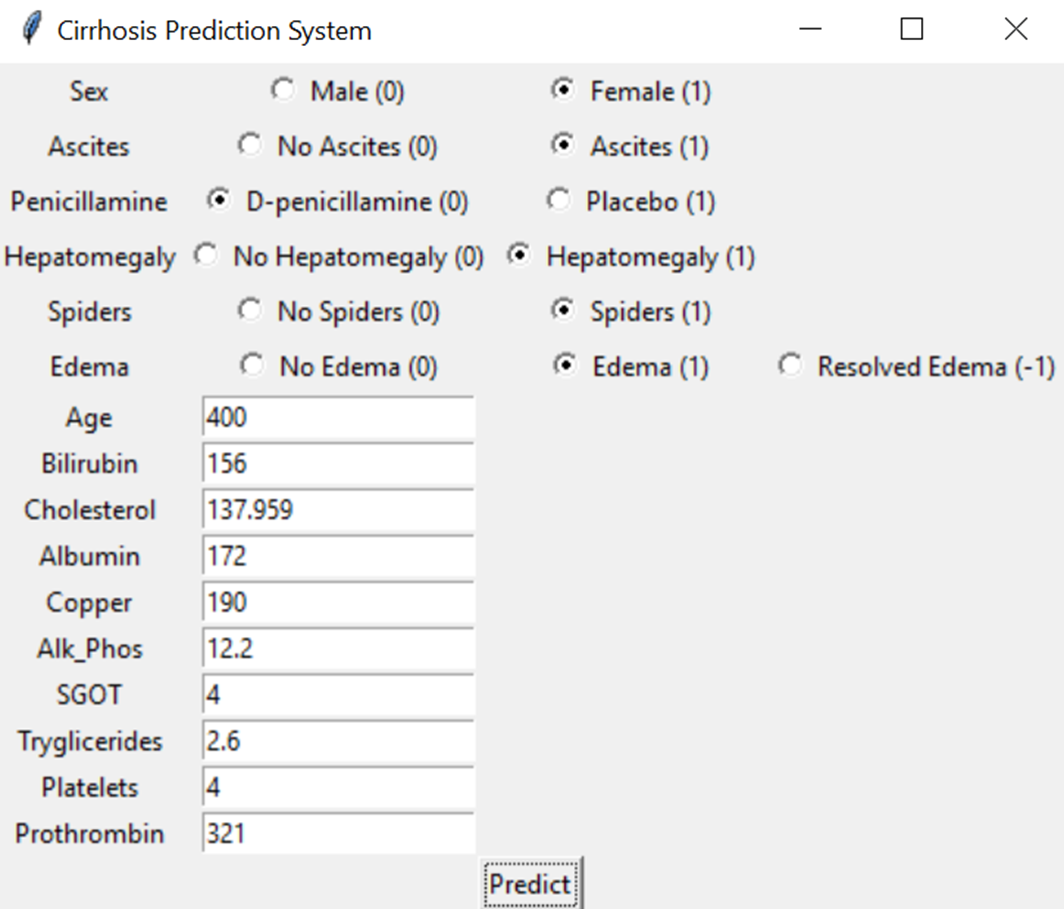 Cirrhosis Prediction System
Sex Male (0) Female (1)
Ascites No Ascites (0) Ascites (1)
Penicillamine D-penicillamine (0) Placebo (1)
Hepatomegaly No Hepatomegaly (0) Hepatomegaly (1)
Spiders No Spiders (0) Spiders (1)
Edema No Edema (0) Edema (1) Resolved Edema (-1)
Age 400
Bilirubin 156
Cholesterol 137.959
Albumin 172
Copper 190
Alk_Phos 12.2
SGOT 4
Tryglicerides 2.6
Platelets 4
Prothrombin 321
Predict